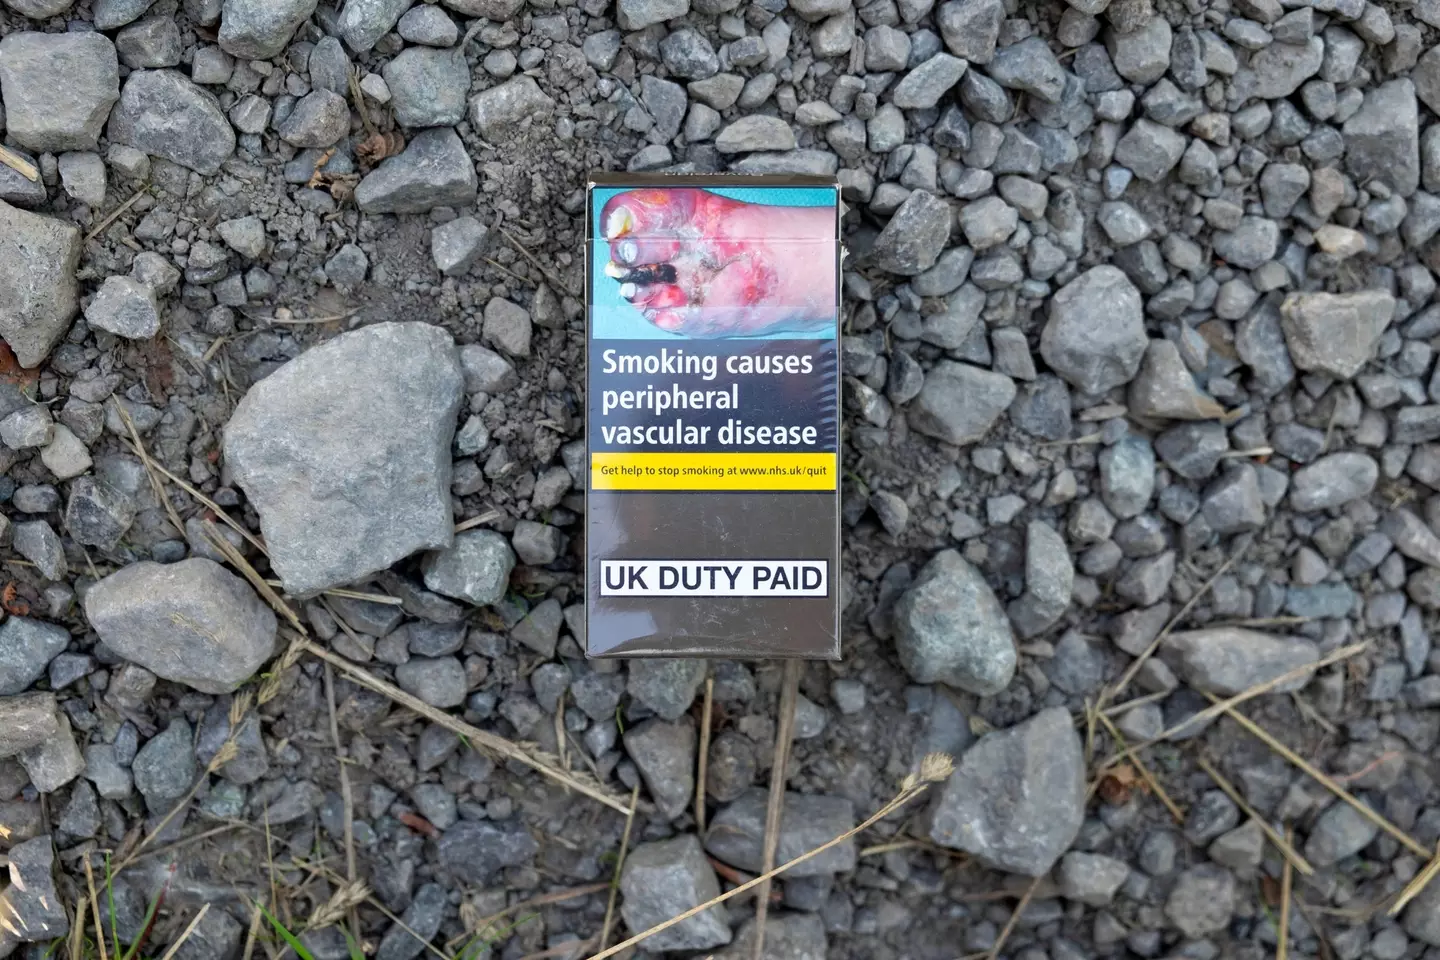 Smoking causes
peripheral
vascular disease
Get help to stop smoking at www.nhs.uk/quit
UK DUTY PAID